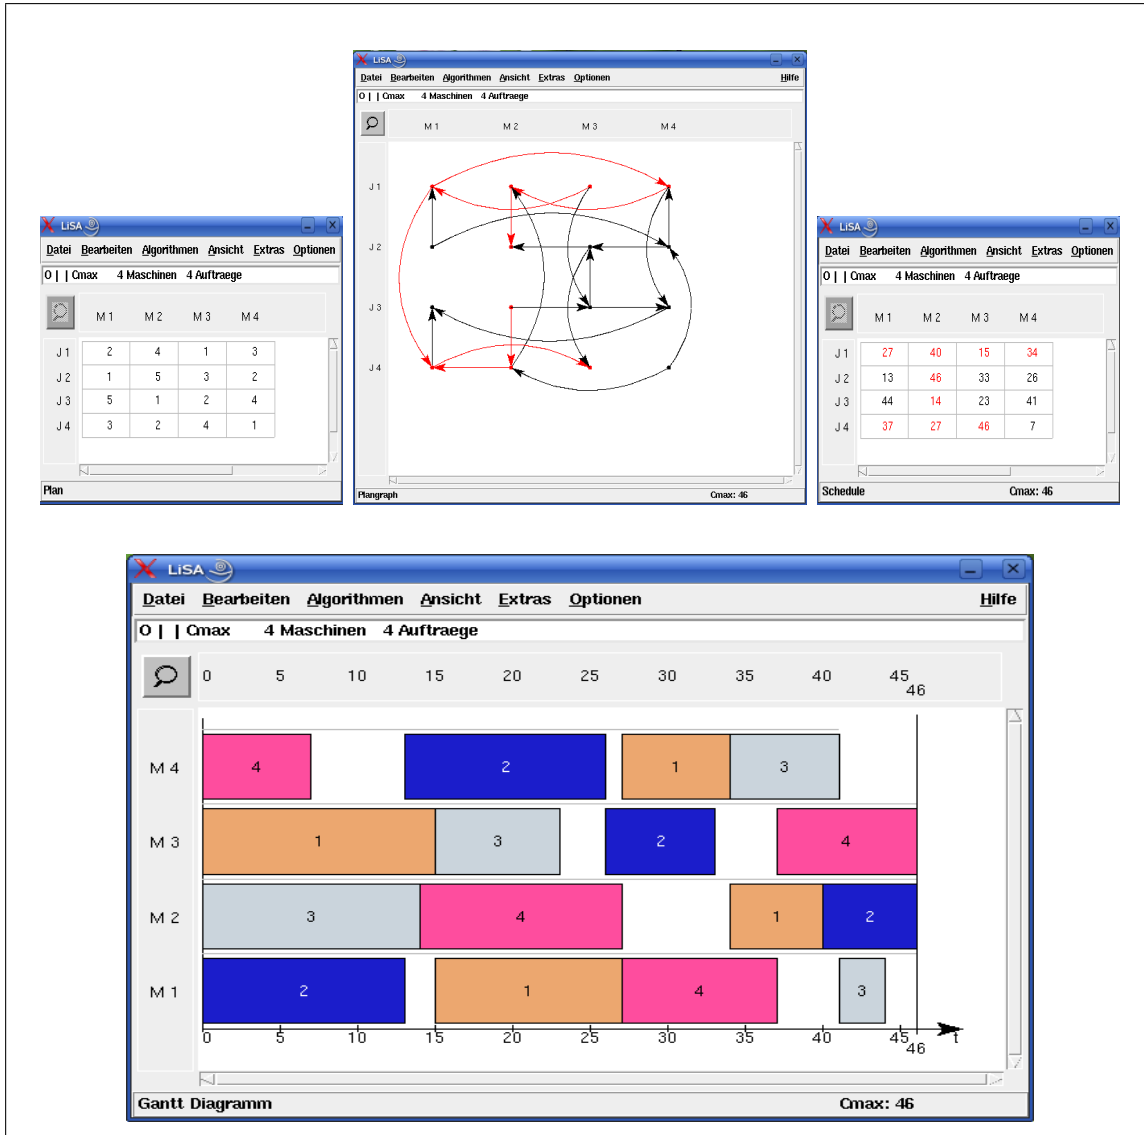 LiSA
Datei Bearbeiten Algorithmen Ansicht Extras Optionen Hilfe
O | | Cmax 4 Maschinen 4 Auftraege
M 1 M 2 M 3 M 4
J 1
J 2
J 3
J 4
Plangraph Cmax: 46
LiSA
Datei Bearbeiten Algorithmen Ansicht Extras Optionen
O | | Cmax 4 Maschinen 4 Auftraege
M 1 M 2 M 3 M 4
J 1 2 4 1 3
J 2 1 5 3 2
J 3 5 1 2 4
J 4 3 2 4 1
Plan
LiSA
Datei Bearbeiten Algorithmen Ansicht Extras Optionen
O | | Cmax 4 Maschinen 4 Auftraege
M 1 M 2 M 3 M 4
J 1 27 40 15 34
J 2 13 46 33 26
J 3 44 14 23 41
J 4 37 27 46 7
Schedule Cmax: 46
LiSA
Datei Bearbeiten Algorithmen Ansicht Extras Optionen Hilfe
O | | Cmax 4 Maschinen 4 Auftraege
0 5 10 15 20 25 30 35 40 45
46
M 4 4 2 1 3
M 3 1 3 2 4
M 2 3 4 1 2
M 1 2 1 4 3
0 5 10 15 20 25 30 35 40 45 t
46
Gantt Diagramm Cmax: 46